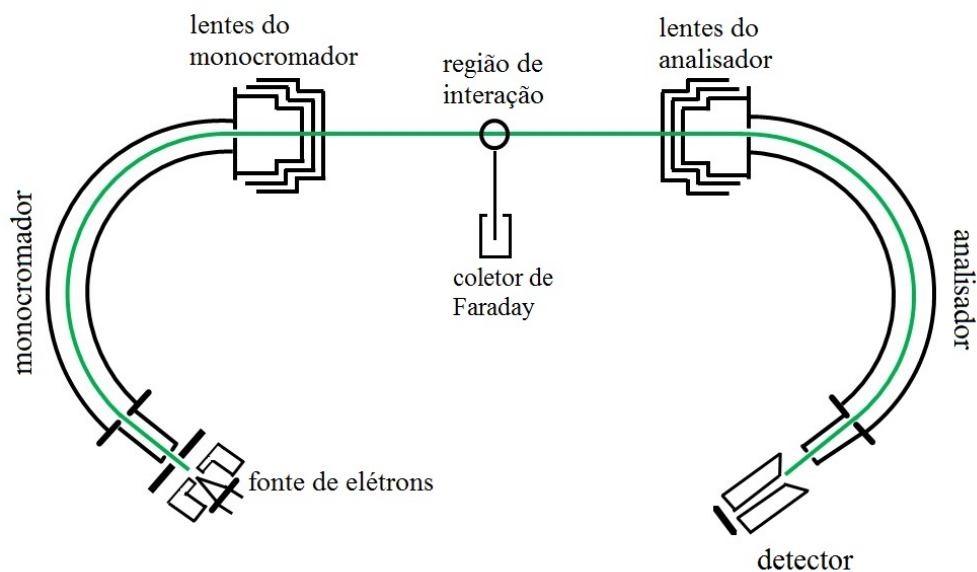 lentes do
monocromador
região de
interação
lentes do
analisador
monocromador
coletor de
Faraday
analisador
fonte de elétrons
detector